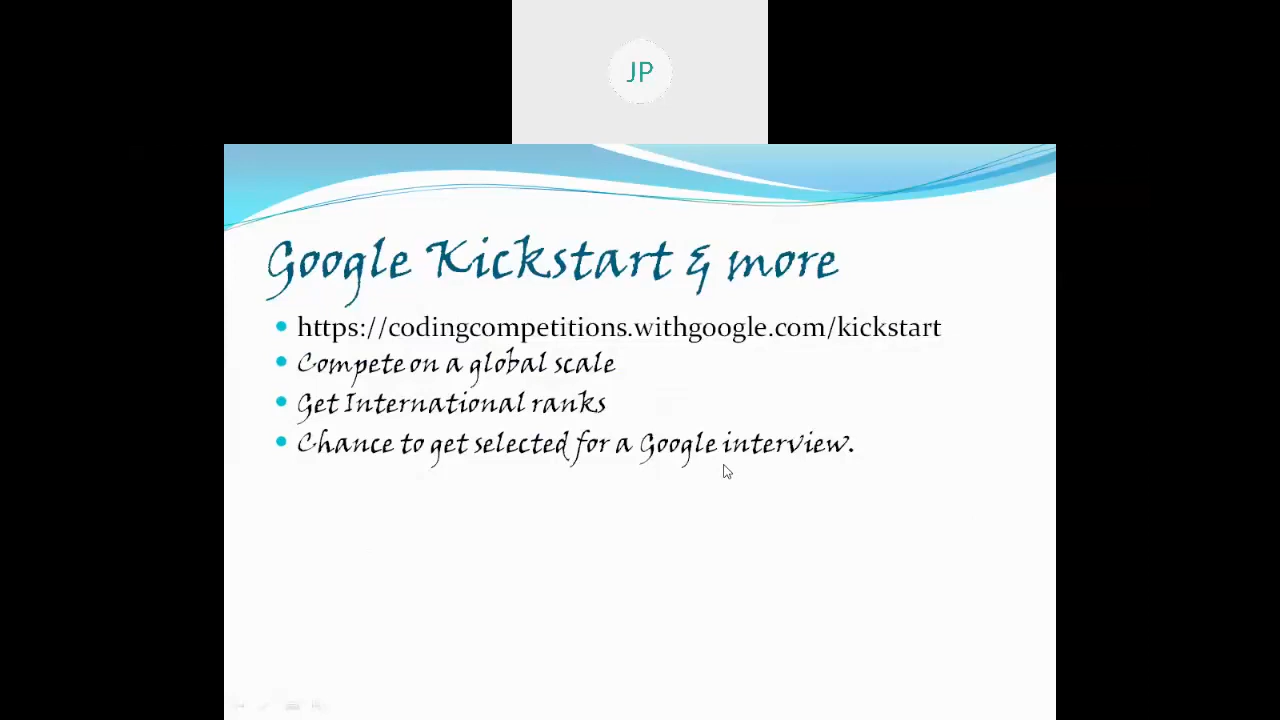 JP
Google Kickstart & more
https://codingcompetitions.withgoogle.com/kickstart
Compete on a global scale
Get International ranks
Chance to get selected for a Google interview.